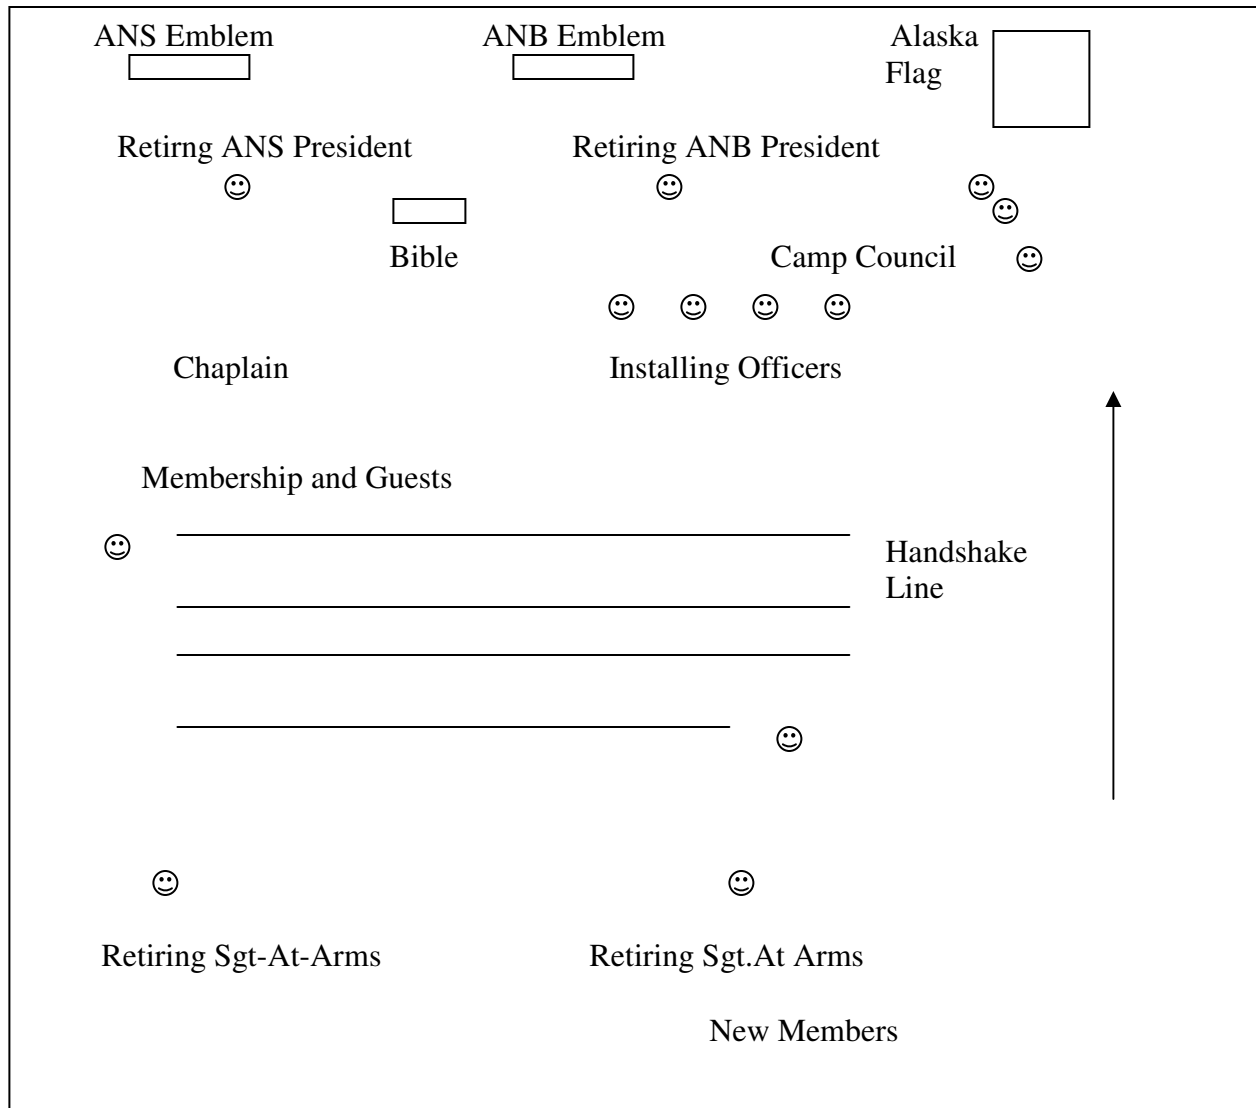 ANS Emblem
ANB Emblem
Alaska
Flag
Retirng ANS President
Retiring ANB President
Bible
Camp Council
Chaplain
Installing Officers
Membership and Guests
Handshake
Line
Retiring Sgt-At-Arms
Retiring Sgt.At Arms
New Members